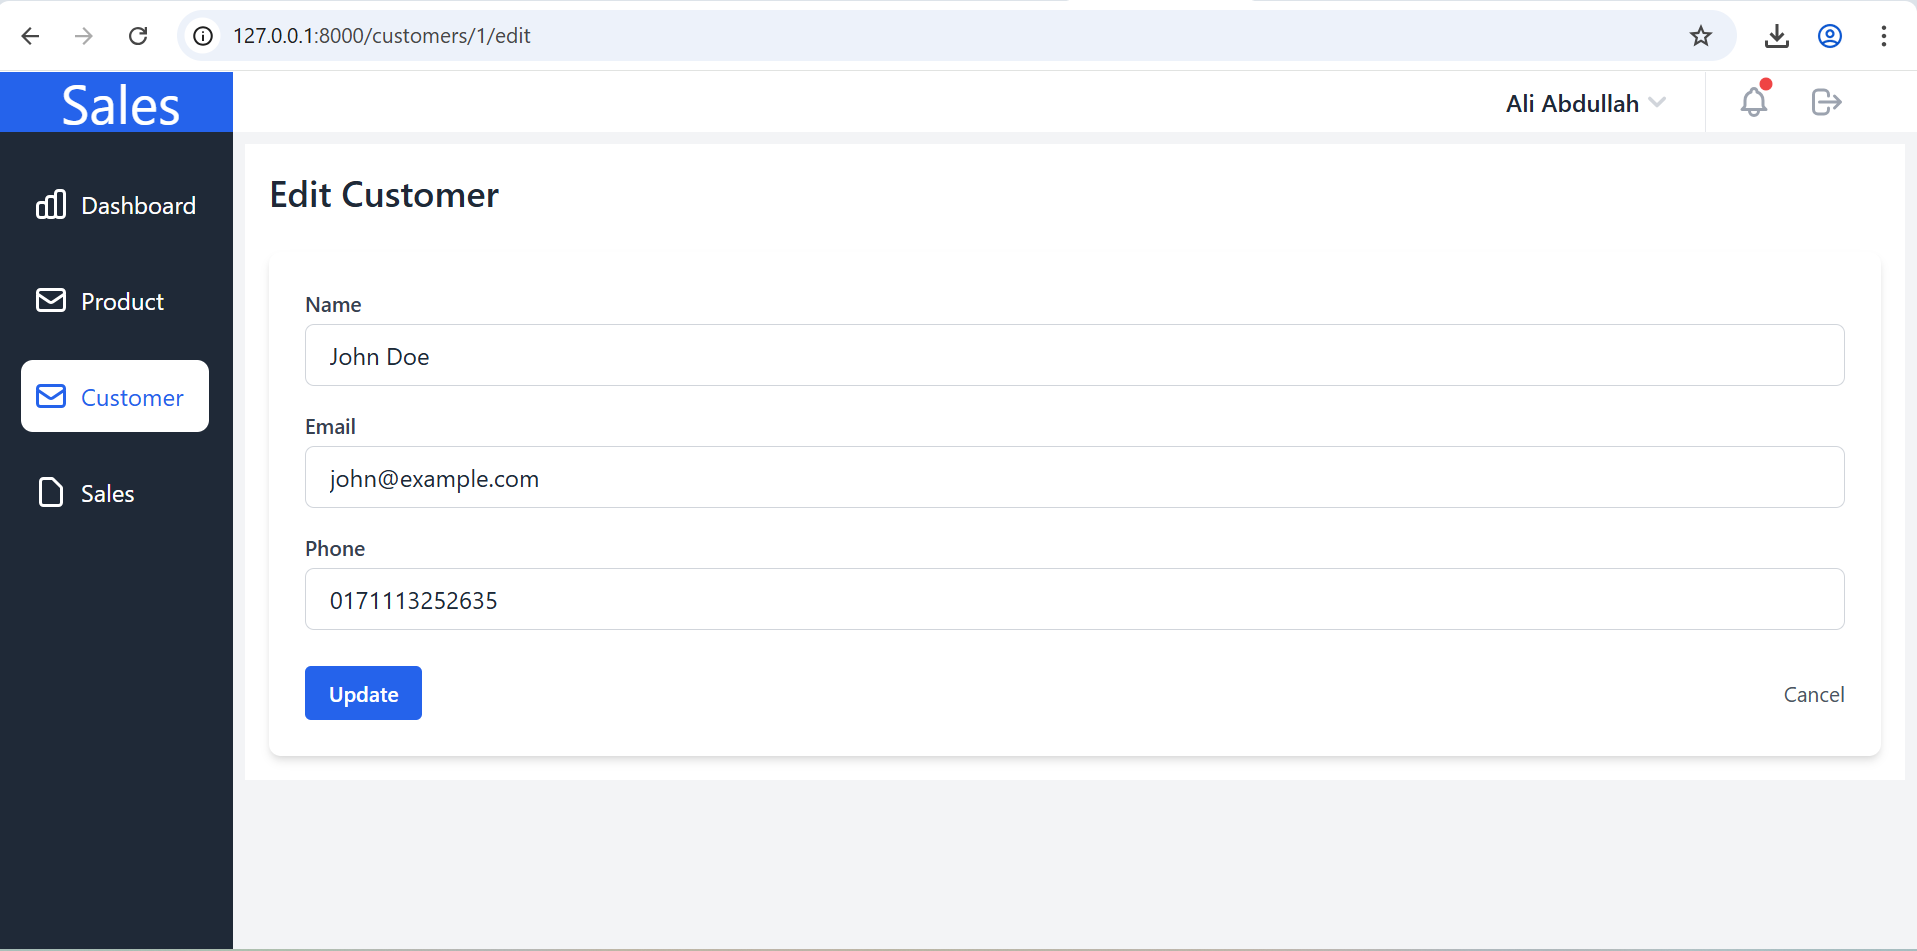 127.0.0.1:8000/customers/1/edit
Sales
Ali Abdullah
Dashboard
Product
Customer
Sales
Edit Customer
Name
John Doe
Email
john@example.com
Phone
0171113252635
Update
Cancel